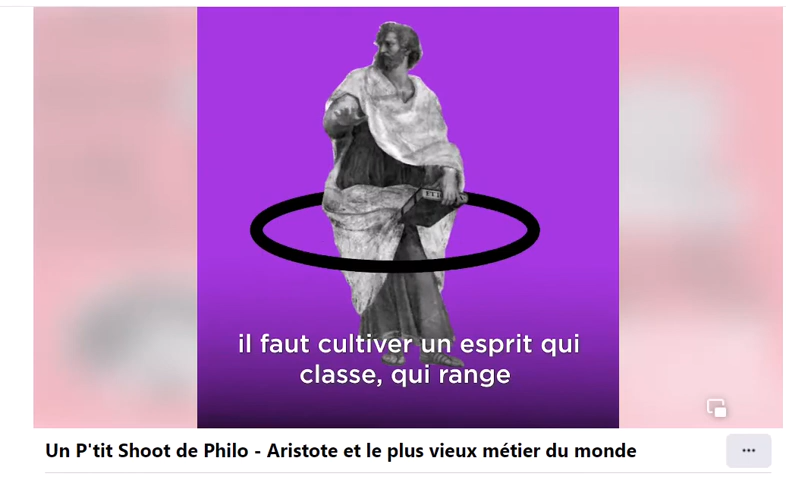 il faut cultiver un esprit qui
classe, qui range
Un P'tit Shoot de Philo - Aristote et le plus vieux métier du monde